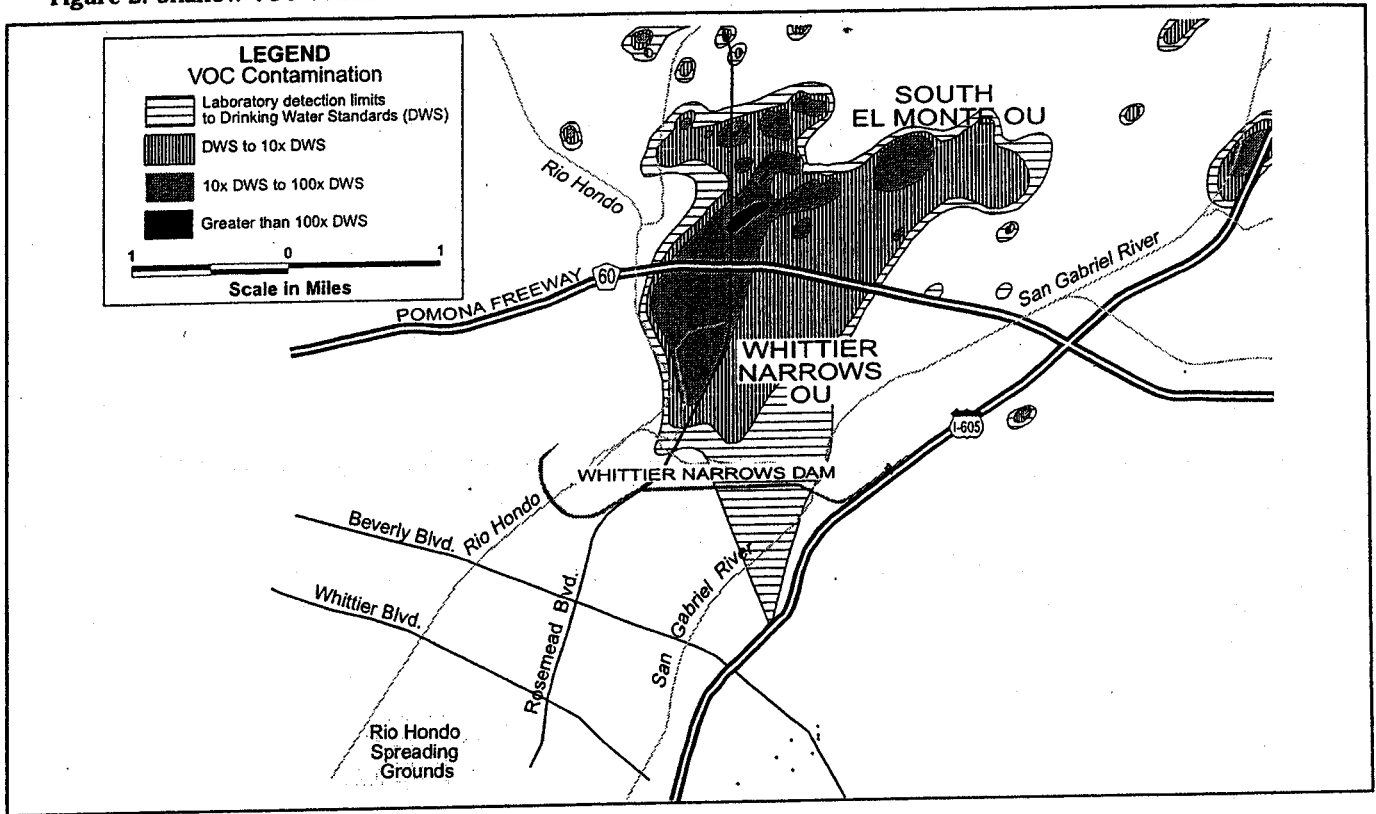 LEGEND
VOC Contamination
Laboratory detection limits
to Drinking Water Standards (DWS)
DWS to 10x DWS
10x DWS to 100x DWS
Greater than 100x DWS
1 0 1
Scale in Miles
SOUTH
EL MONTE OU
Rio Hondo
San Gabriel River
POMONA FREEWAY
60
WHITTIER
NARROWS
OU
I-605
WHITTIER NARROWS DAM
Rio Hondo
Beverly Blvd.
Whittier Blvd.
Rosemead Blvd.
San Gabriel River
Rio Hondo
Spreading
Grounds